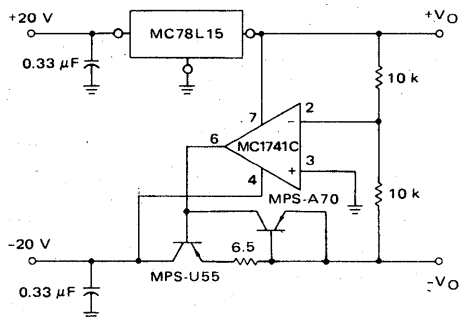 +20 V
MC78L15
+VO
0.33 µF
10 k
7
2
−
6
MC1741C
+
3
4
MPS-A70
10 k
−20 V
6.5
MPS-U55
−VO
0.33 µF